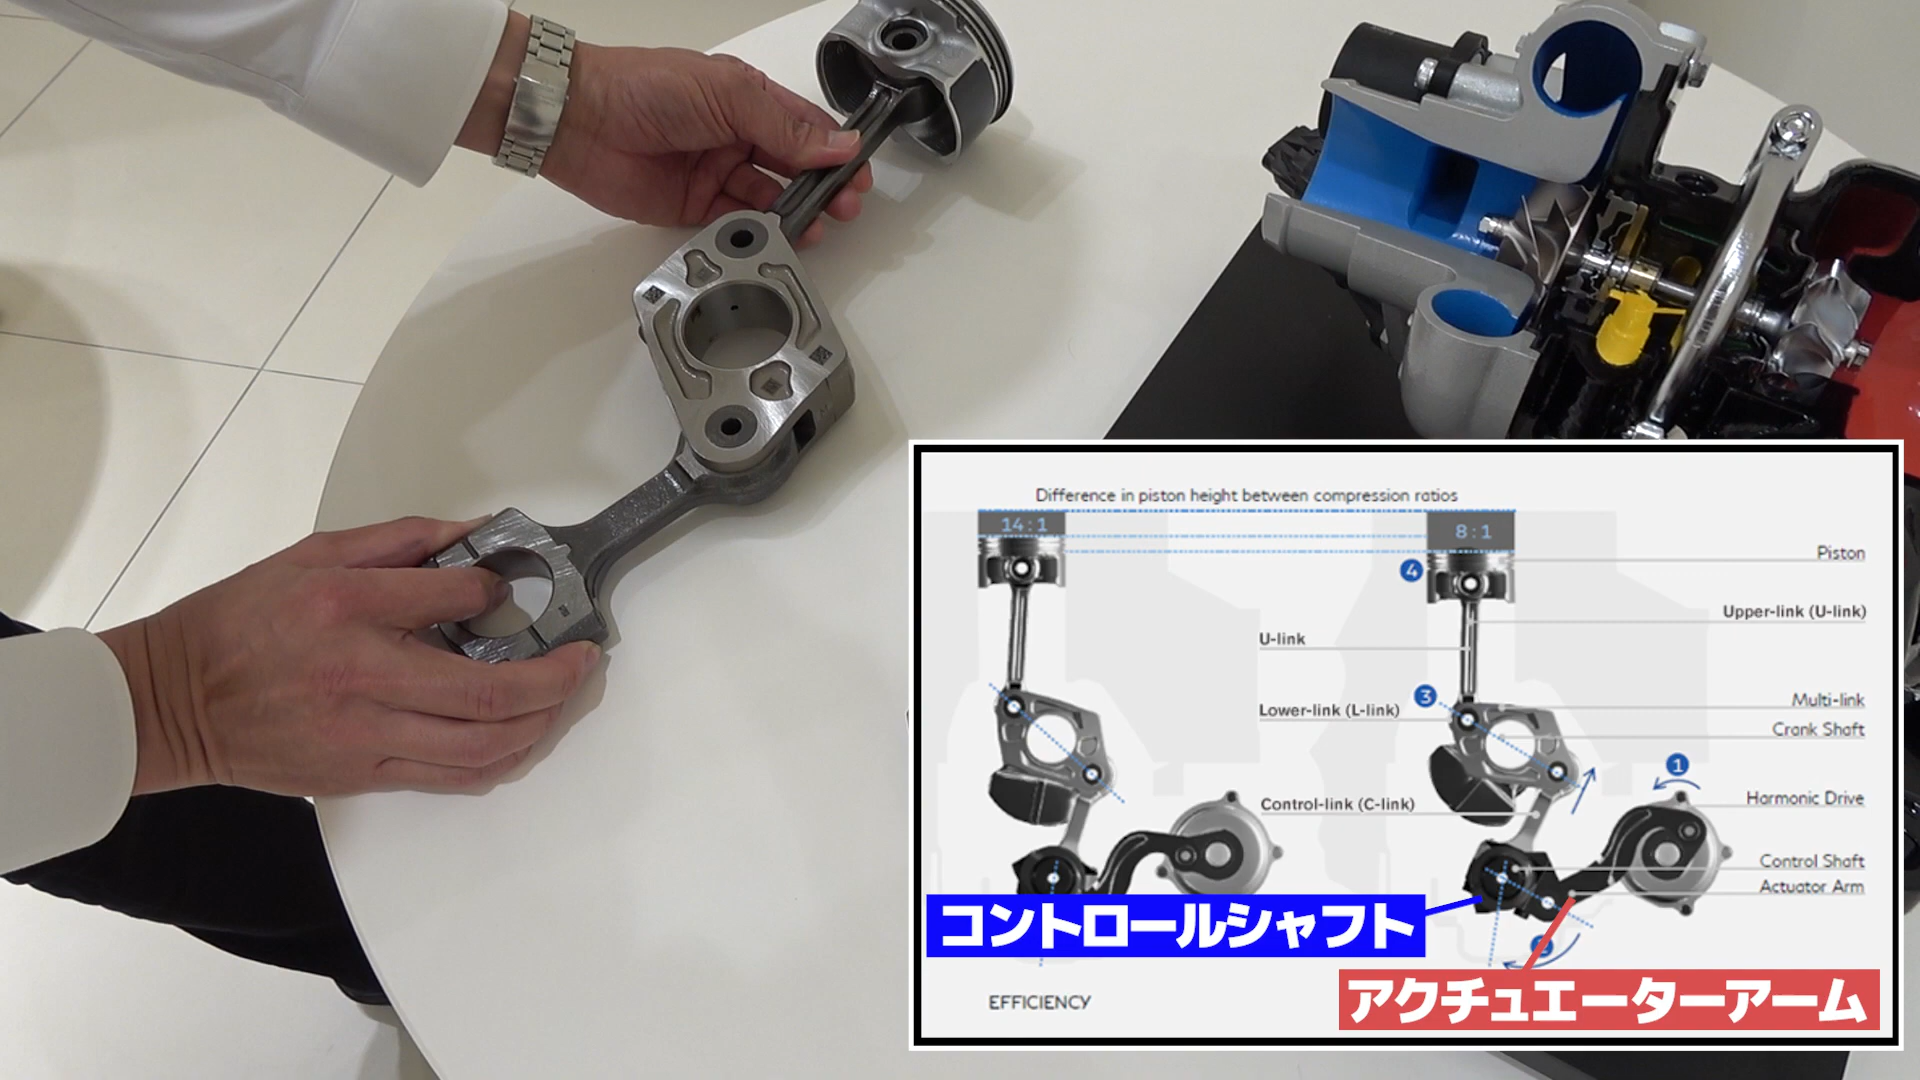 Difference in piston height between compression ratios
14:1
8:1
Piston
4
Upper-link (U-link)
U-link
3
Multi-link
Lower-link (L-link)
Crank Shaft
1
Harmonic Drive
Control-link (C-link)
Control Shaft
Actuator Arm
コントロールシャフト
2
アクチュエーターアーム
EFFICIENCY